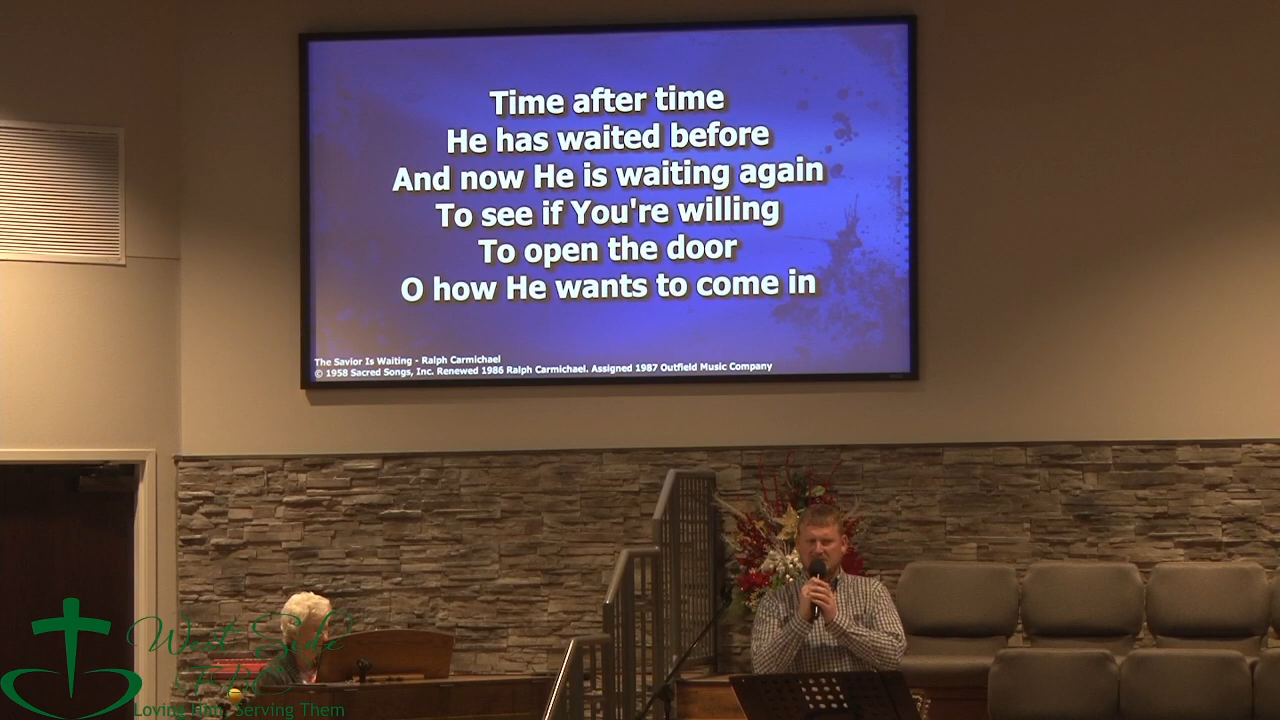 Time after time
He has waited before
And now He is waiting again
To see if You're willing
To open the door
O how He wants to come in
The Savior Is Waiting - Ralph Carmichael
© 1958 Sacred Songs, Inc. Renewed 1986 Ralph Carmichael. Assigned 1987 Outfield Music Company
West Side
Loving Him, Serving Them